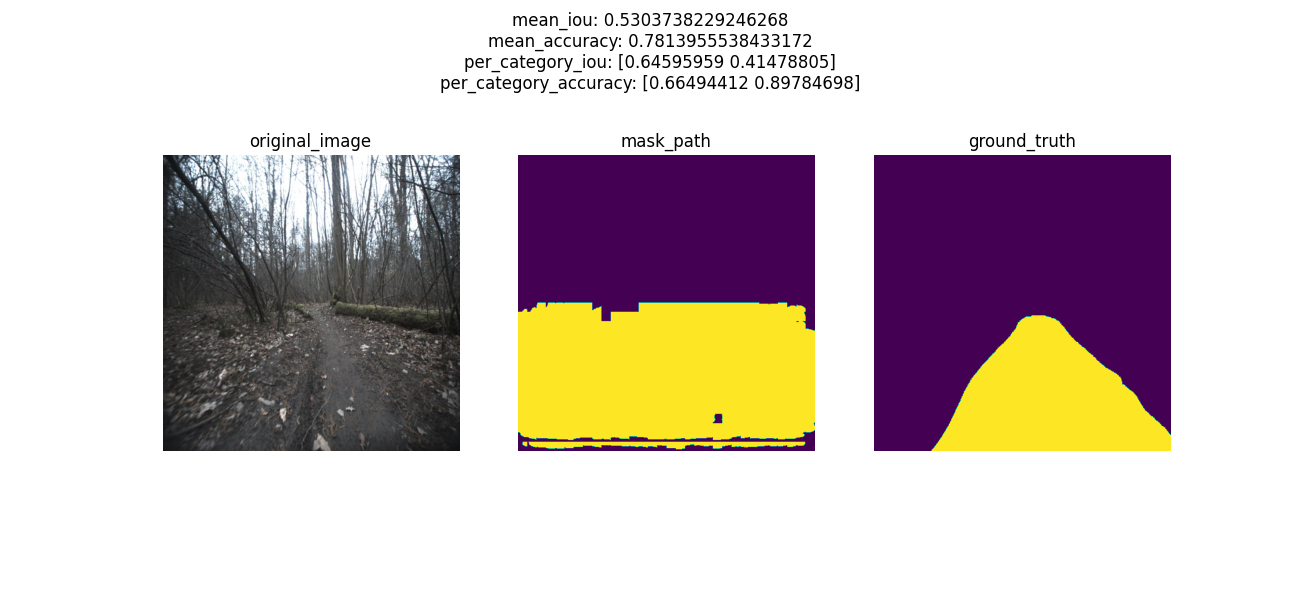 mean_iou: 0.5303738229246268
mean_accuracy: 0.7813955538433172
per_category_iou: [0.64595959 0.41478805]
per_category_accuracy: [0.66494412 0.89784698]
original_image
mask_path
ground_truth